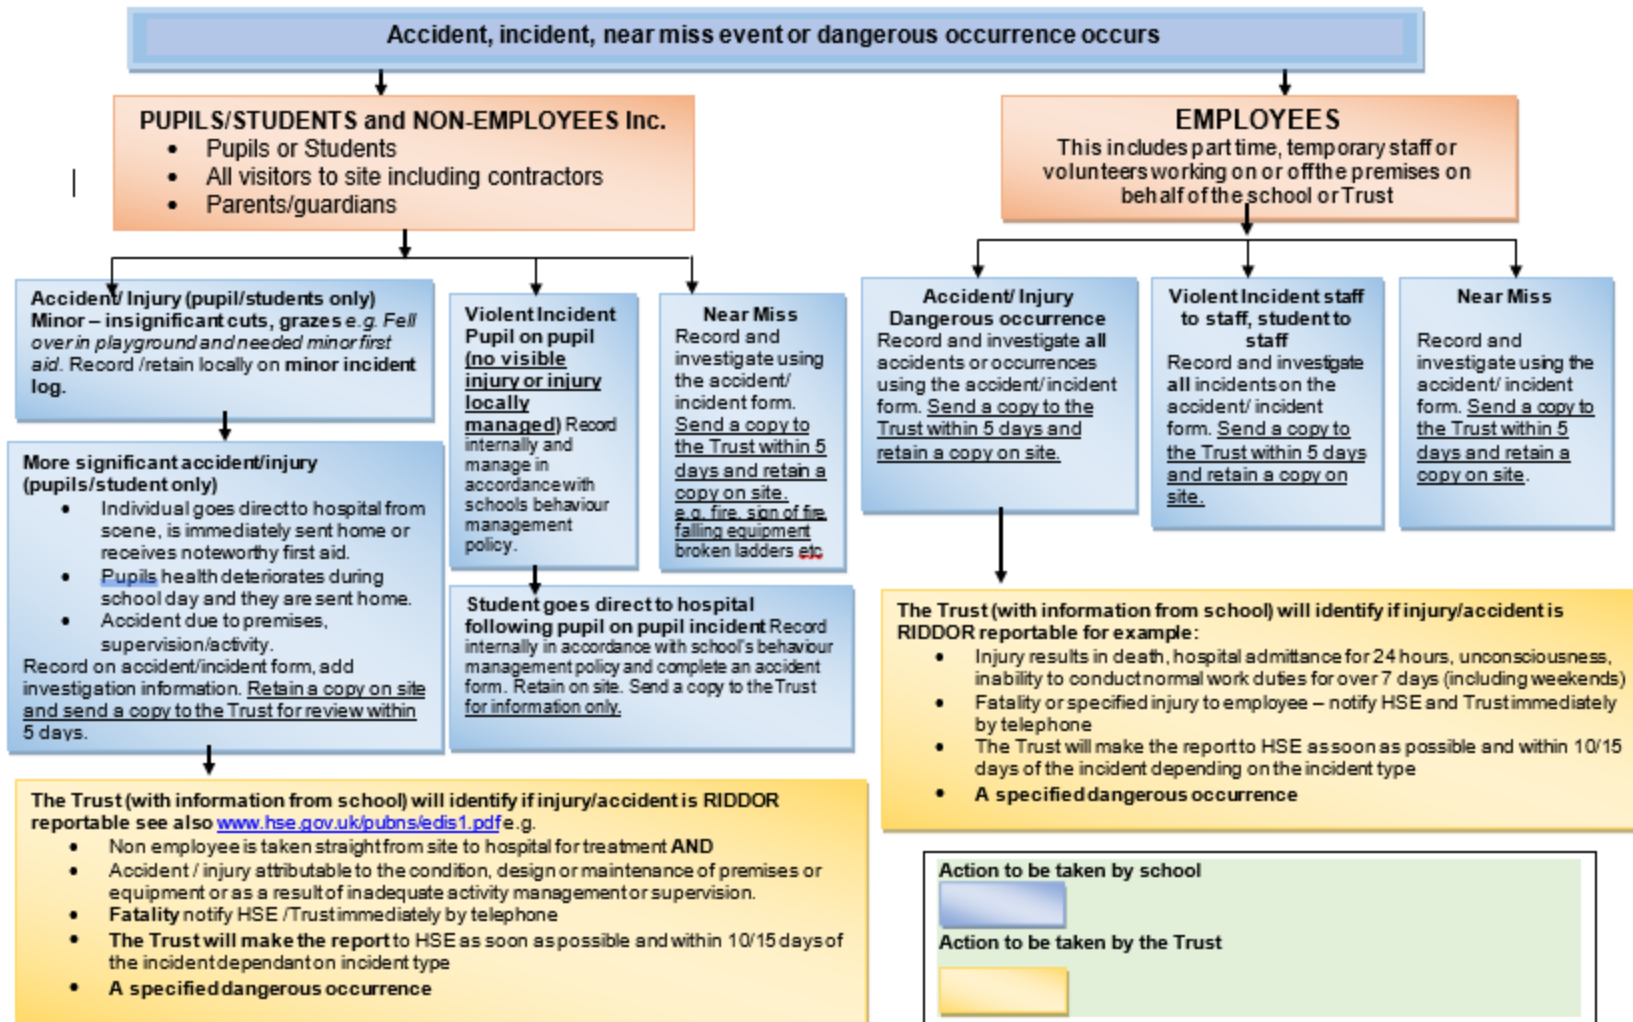 Accident, incident, near miss event or dangerous occurrence occurs
PUPILS/STUDENTS and NON-EMPLOYEES Inc.
• Pupils or Students
• All visitors to site including contractors
• Parents/guardians
EMPLOYEES
This includes part time, temporary staff or
volunteers working on or off the premises on
behalf of the school or Trust
Accident/ Injury (pupil/students only)
Minor – insignificant cuts, grazes e.g. Fell
over in playground and needed minor first
aid. Record /retain locally on minor incident
log.
More significant accident/injury
(pupils/student only)
• Individual goes direct to hospital from
scene, is immediately sent home or
receives noteworthy first aid.
• Pupils health deteriorates during
school day and they are sent home.
• Accident due to premises,
supervision/activity.
Record on accident/incident form, add
investigation information. Retain a copy on site
and send a copy to the Trust for review within
5 days.
Violent Incident
Pupil on pupil
(no visible
injury or injury
locally
managed) Record
internally and
manage in
accordance with
schools behaviour
management
policy.
Near Miss
Record and
investigate using
the accident/
incident form.
Send a copy to
the Trust within 5
days and retain a
copy on site.
e.g. fire, sign of fire,
falling equipment
broken ladders etc
Student goes direct to hospital
following pupil on pupil incident Record
internally in accordance with school's behaviour
management policy and complete an accident
form. Retain on site. Send a copy to the Trust
for information only.
The Trust (with information from school) will identify if injury/accident is RIDDOR
reportable see also www.hse.gov.uk/pubns/edis1.pdf e.g.
• Non employee is taken straight from site to hospital for treatment AND
• Accident / injury attributable to the condition, design or maintenance of premises or
equipment or as a result of inadequate activity management or supervision.
• Fatality notify HSE /Trust immediately by telephone
• The Trust will make the report to HSE as soon as possible and within 10/15 days of
the incident dependant on incident type
• A specified dangerous occurrence
Accident/ Injury
Dangerous occurrence
Record and investigate all
accidents or occurrences
using the accident/ incident
form. Send a copy to the
Trust within 5 days and
retain a copy on site.
Violent Incident staff
to staff, student to
staff
Record and investigate
all incidents on the
accident/ incident
form. Send a copy to
the Trust within 5 days
and retain a copy on
site.
Near Miss
Record and
investigate using the
accident/ incident
form. Send a copy to
the Trust within 5
days and retain a
copy on site.
The Trust (with information from school) will identify if injury/accident is
RIDDOR reportable for example:
• Injury results in death, hospital admittance for 24 hours, unconsciousness,
inability to conduct normal work duties for over 7 days (including weekends)
• Fatality or specified injury to employee – notify HSE and Trust immediately
by telephone
• The Trust will make the report to HSE as soon as possible and within 10/15
days of the incident depending on the incident type
• A specified dangerous occurrence
Action to be taken by school
Action to be taken by the Trust